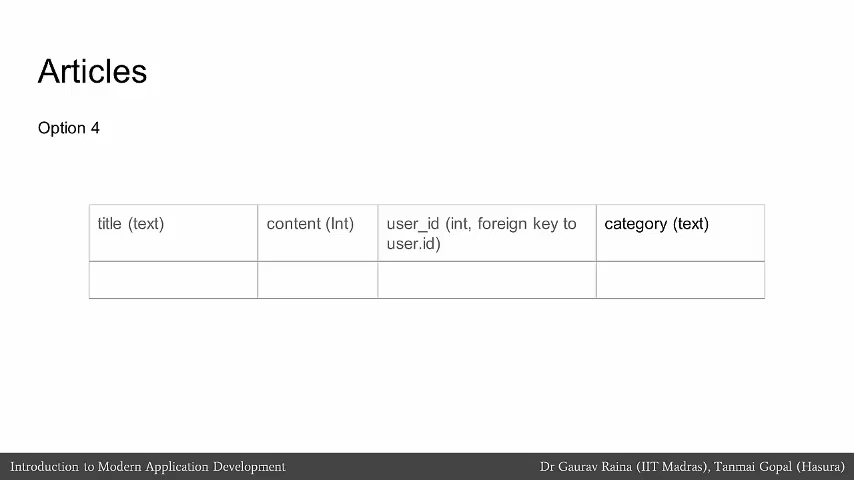 Articles
Option 4
title (text)
content (Int)
user_id (int, foreign key to
user.id)
category (text)
Introduction to Modern Application Development
Dr Gaurav Raina (IIT Madras), Tanmai Gopal (Hasura)